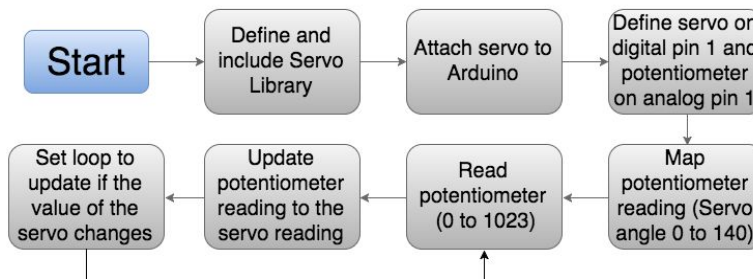 Start
Define and
include Servo
Library
Attach servo to
Arduino
Define servo on
digital pin 1 and
potentiometer
on analog pin 1
Map
potentiometer
reading (Servo
angle 0 to 140)
Read
potentiometer
(0 to 1023)
Update
potentiometer
reading to the
servo reading
Set loop to
update if the
value of the
servo changes